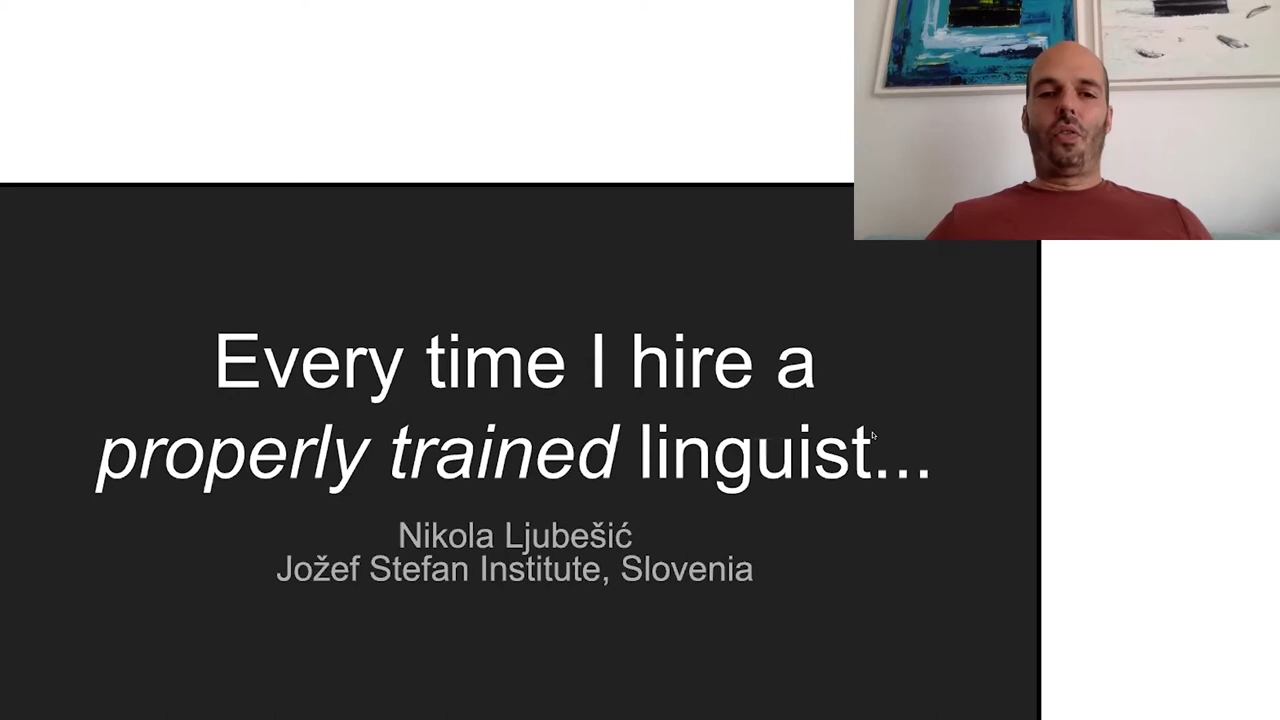 Every time I hire a
properly trained linguist...
Nikola Ljubešić
Jožef Stefan Institute, Slovenia